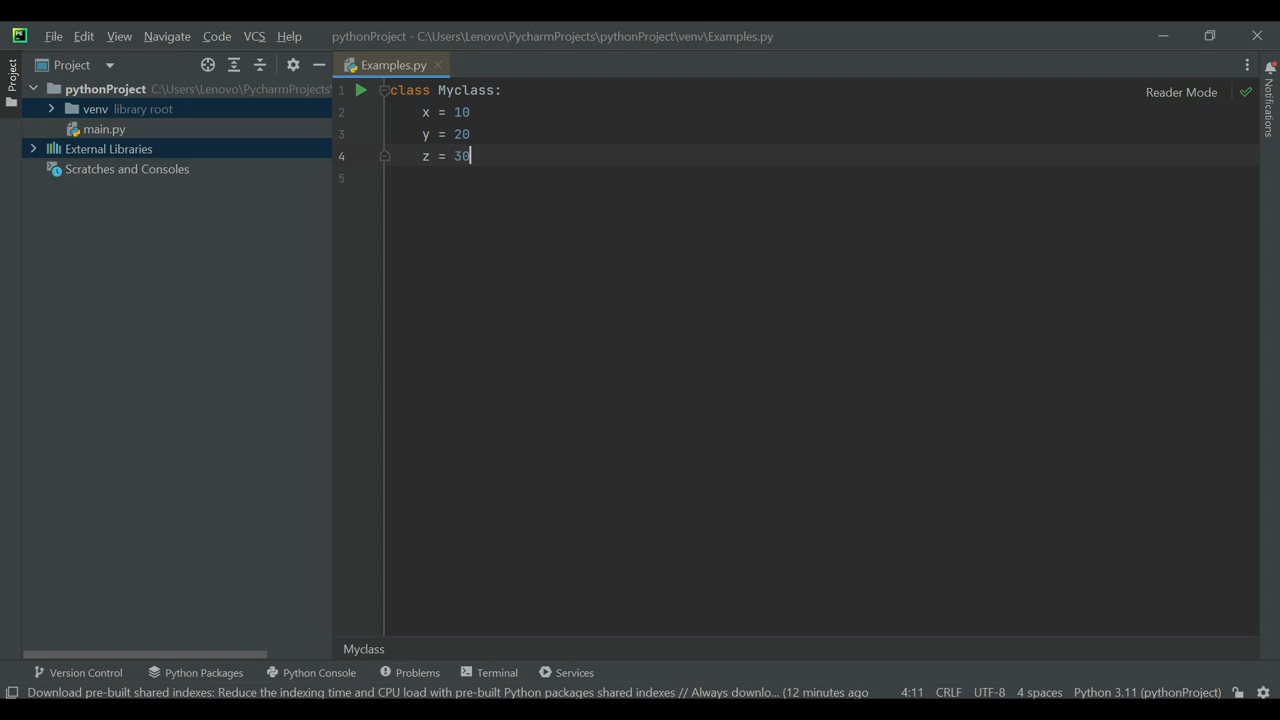 PC
File Edit View Navigate Code VCS Help pythonProject - C:\Users\Lenovo\PycharmProjects\pythonProject\venv\Examples.py
Project
Project
Examples.py
pythonProject C:\Users\Lenovo\PycharmProjects\
venv library root
main.py
External Libraries
Scratches and Consoles
1 class Myclass:
2 x = 10
3 y = 20
4 z = 30
5
Reader Mode
Notifications
Myclass
Version Control Python Packages Python Console Problems Terminal Services
Download pre-built shared indexes: Reduce the indexing time and CPU load with pre-built Python packages shared indexes // Always downlo... (12 minutes ago 4:11 CRLF UTF-8 4 spaces Python 3.11 (pythonProject)